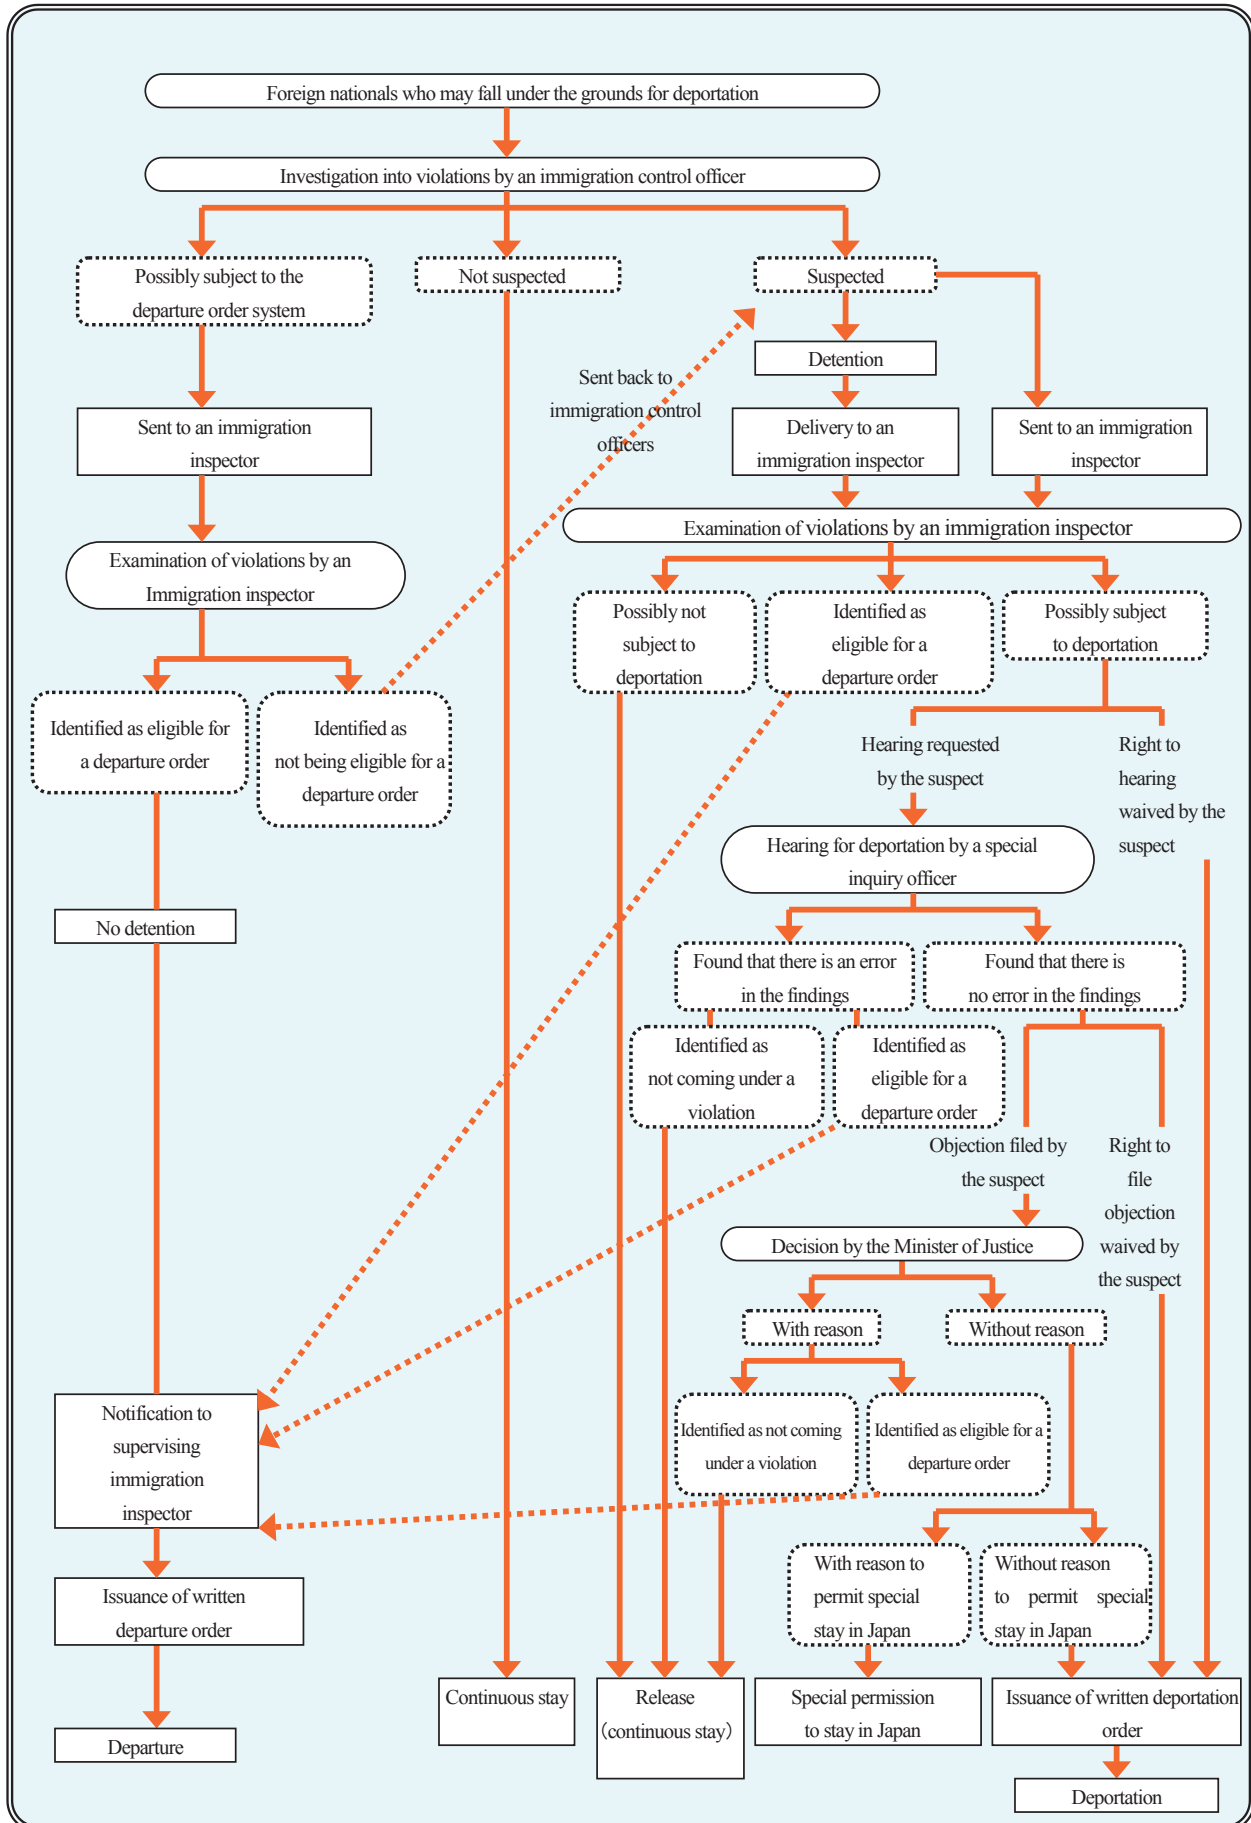 Foreign nationals who may fall under the grounds for deportation
Investigation into violations by an immigration control officer
Possibly subject to the
departure order system
Not suspected
Suspected
Detention
Sent back to
immigration control
officers
Sent to an immigration
inspector
Delivery to an
immigration inspector
Sent to an immigration
inspector
Examination of violations by an immigration inspector
Examination of violations by an
Immigration inspector
Possibly not
subject to
deportation
Identified as
eligible for a
departure order
Possibly subject
to deportation
Identified as eligible for
a departure order
Identified as
not being eligible for a
departure order
Hearing requested
by the suspect
Right to
hearing
waived by the
suspect
Hearing for deportation by a special
inquiry officer
No detention
Found that there is an error
in the findings
Found that there is
no error in the findings
Identified as
not coming under a
violation
Identified as
eligible for a
departure order
Objection filed by
the suspect
Right to
file
objection
waived by
the suspect
Decision by the Minister of Justice
With reason
Without reason
Identified as not coming
under a violation
Identified as eligible for a
departure order
Notification to
supervising
immigration
inspector
With reason to
permit special
stay in Japan
Without reason
to permit special
stay in Japan
Issuance of written
departure order
Continuous stay
Release
(continuous stay)
Special permission
to stay in Japan
Issuance of written deportation
order
Departure
Deportation